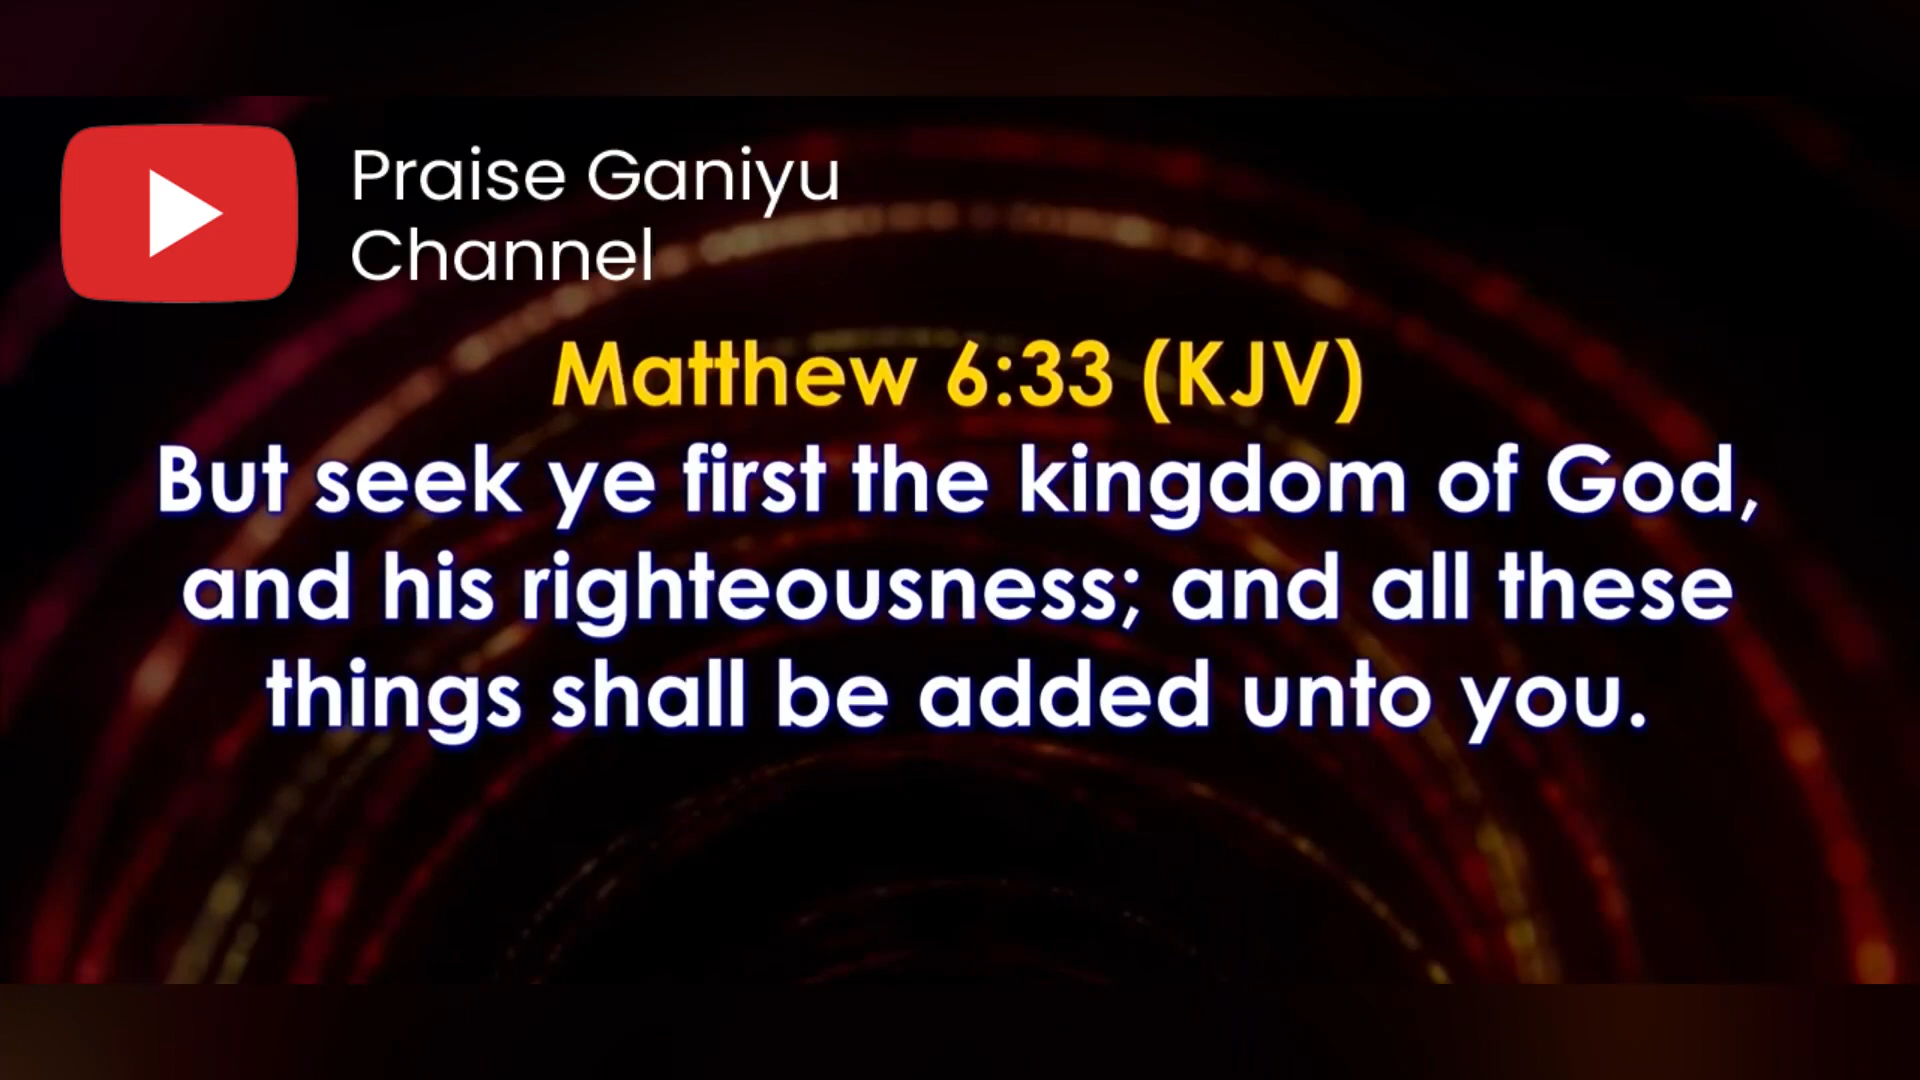 Praise Ganiyu
Channel
Matthew 6:33 (KJV)
But seek ye first the kingdom of God,
and his righteousness; and all these
things shall be added unto you.